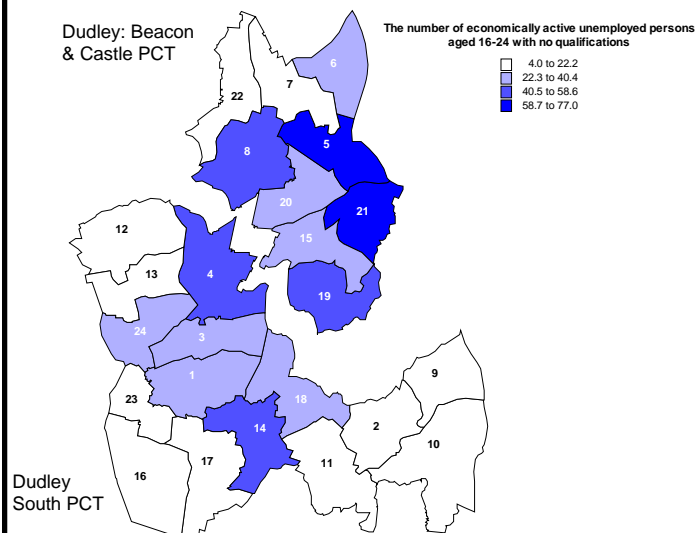 Dudley: Beacon
& Castle PCT
The number of economically active unemployed persons
aged 16-24 with no qualifications
4.0 to 22.2
22.3 to 40.4
40.5 to 58.6
58.7 to 77.0
6
7
22
5
8
20
21
15
12
13
4
19
24
3
9
1
23
18
2
14
10
17
11
16
Dudley
South PCT